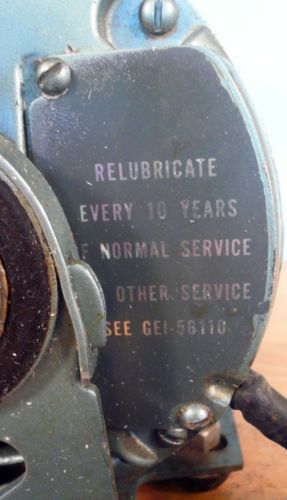 RELUBRICATE
EVERY 10 YEARS
F NORMAL SERVICE
OTHER SERVICE
SEE GEI-56110